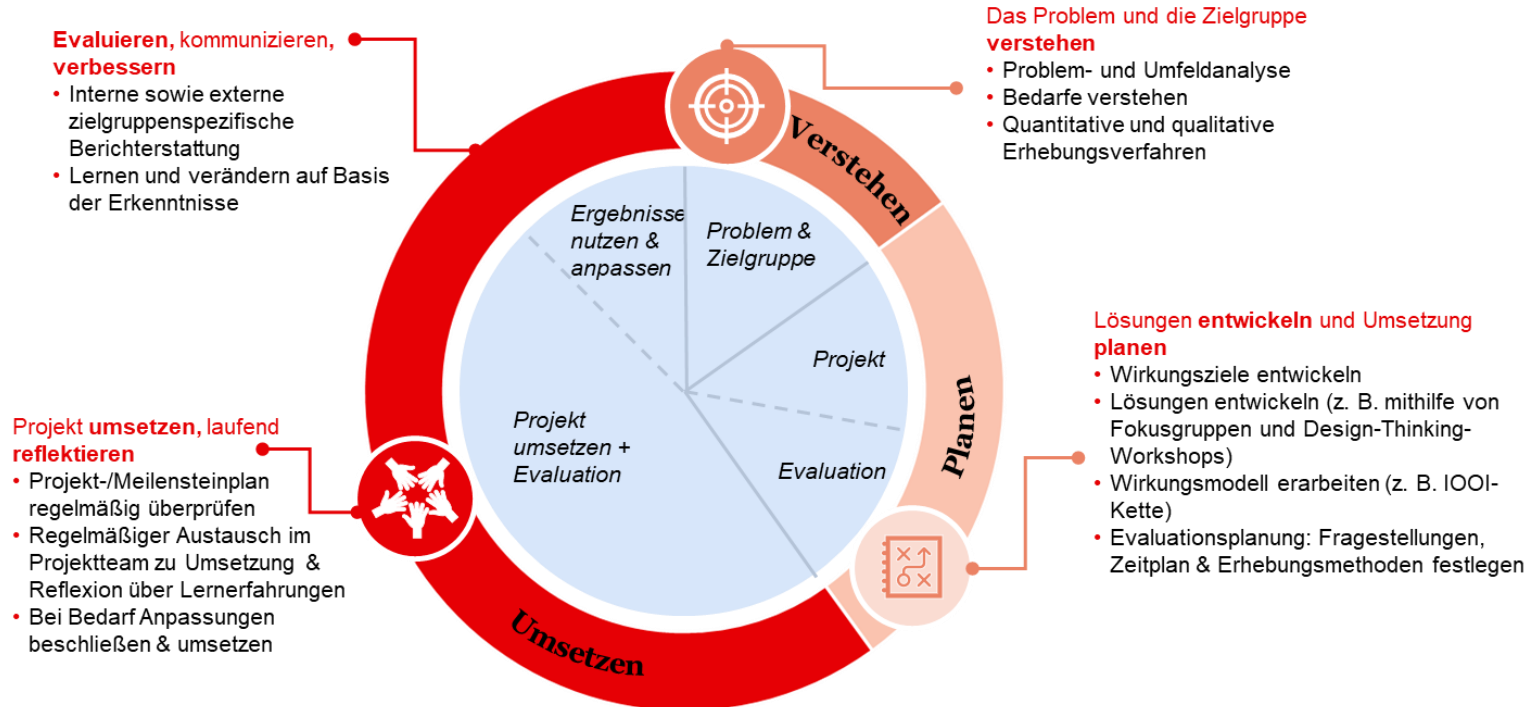 Das Problem und die Zielgruppe
verstehen
• Problem- und Umfeldanalyse
• Bedarfe verstehen
• Quantitative und qualitative
Erhebungsverfahren
Evaluieren, kommunizieren,
verbessern
• Interne sowie externe
zielgruppenspezifische
Berichterstattung
• Lernen und verändern auf Basis
der Erkenntnisse
Verstehen
Ergebnisse
nutzen &
anpassen
Problem &
Zielgruppe
Projekt
Evaluation
Projekt
umsetzen +
Evaluation
Planen
Umsetzen
Lösungen entwickeln und Umsetzung
planen
• Wirkungsziele entwickeln
• Lösungen entwickeln (z. B. mithilfe von
Fokusgruppen und Design-Thinking-
Workshops)
• Wirkungsmodell erarbeiten (z. B. IOOI-
Kette)
• Evaluationsplanung: Fragestellungen,
Zeitplan & Erhebungsmethoden festlegen
Projekt umsetzen, laufend
reflektieren
• Projekt-/Meilensteinplan
regelmäßig überprüfen
• Regelmäßiger Austausch im
Projektteam zu Umsetzung &
Reflexion über Lernerfahrungen
• Bei Bedarf Anpassungen
beschließen & umsetzen